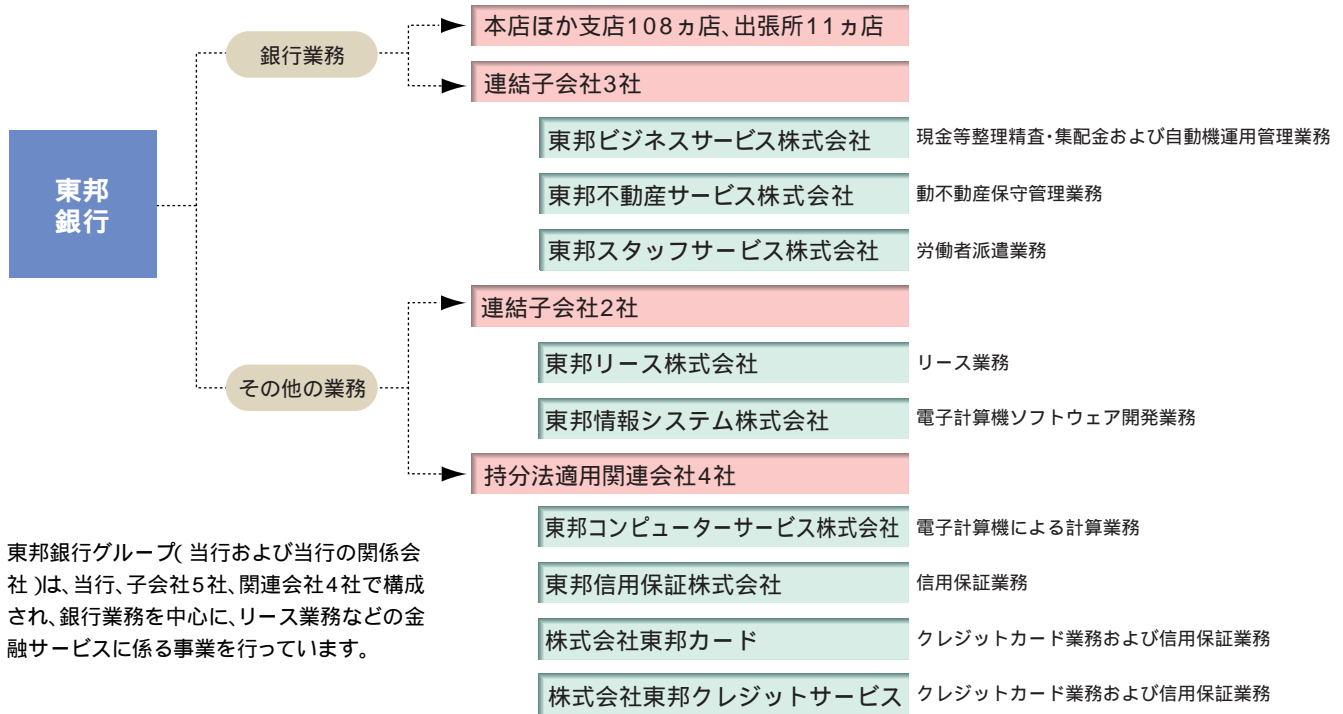 東邦
銀行
銀行業務
本店ほか支店108ヵ店、出張所11ヵ店
連結子会社3社
東邦ビジネスサービス株式会社 現金等整理精査・集配金および自動機運用管理業務
東邦不動産サービス株式会社 動不動産保守管理業務
東邦スタッフサービス株式会社 労働者派遣業務
その他の業務
連結子会社2社
東邦リース株式会社 リース業務
東邦情報システム株式会社 電子計算機ソフトウェア開発業務
持分法適用関連会社4社
東邦コンピューターサービス株式会社 電子計算機による計算業務
東邦信用保証株式会社 信用保証業務
株式会社東邦カード クレジットカード業務および信用保証業務
株式会社東邦クレジットサービス クレジットカード業務および信用保証業務
東邦銀行グループ(当行および当行の関係会
社)は、当行、子会社5社、関連会社4社で構成
され、銀行業務を中心に、リース業務などの金
融サービスに係る事業を行っています。